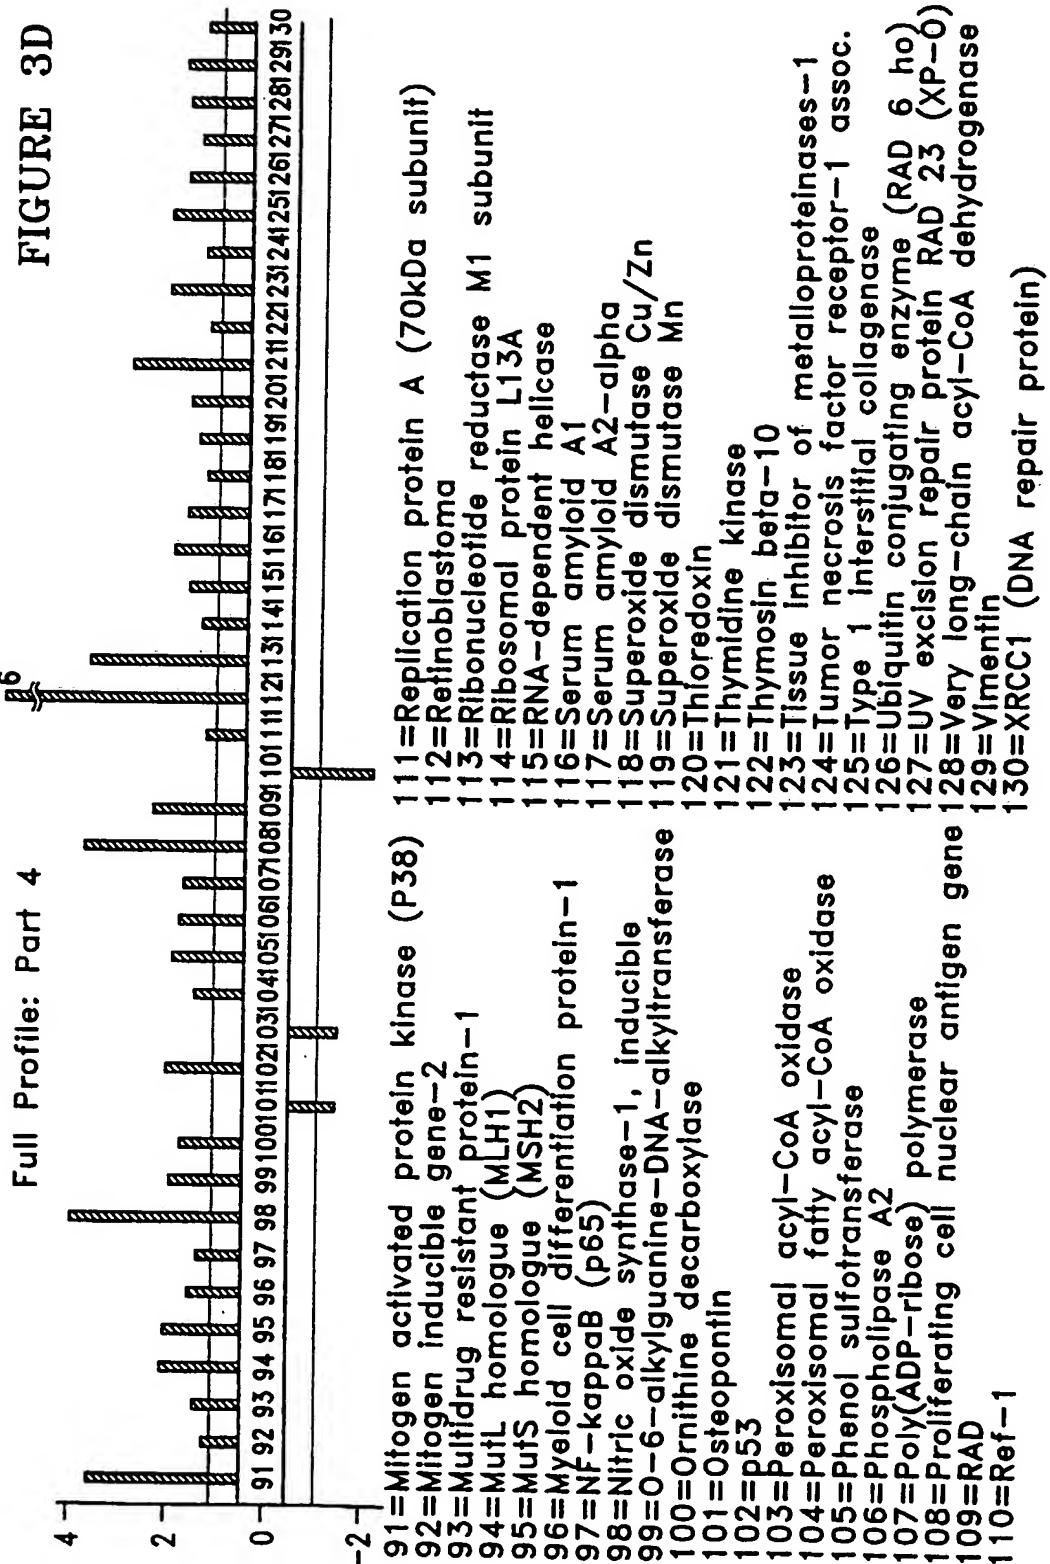 FIGURE 3D
Full Profile: Part 4
6
4
2
0
-2
91 92 93 94 95 96 97 98 99 100 101 102 103 104 105 106 107 108 109 110 111 112 113 114 115 116 117 118 119 120 121 122 123 124 125 126 127 128 129 130
91=Mitogen activated protein kinase (P38)
92=Mitogen inducible gene-2
93=Multidrug resistant protein-1
94=MutL homologue (MLH1)
95=MutS homologue (MSH2)
96=Myeloid cell differentiation protein-1
97=NF-kappaB (p65)
98=Nitric oxide synthase-1, inducible
99=O-6-alkylguanine-DNA-alkyltransferase
100=Ornithine decarboxylase
101=Osteopontin
102=p53
103=Peroxisomal acyl-CoA oxidase
104=Peroxisomal fatty acyl-CoA oxidase
105=Phenol sulfotransferase
106=Phospholipase A2
107=Poly(ADP-ribose) polymerase
108=Proliferating cell nuclear antigen gene
109=RAD
110=Ref-1
111=Replication protein A (70kDa subunit)
112=Retinoblastoma
113=Ribonucleotide reductase M1 subunit
114=Ribosomal protein L13A
115=RNA-dependent helicase
116=Serum amyloid A1
117=Serum amyloid A2-alpha
118=Superoxide dismutase Cu/Zn
119=Superoxide dismutase Mn
120=Thioredoxin
121=Thymidine kinase
122=Thymosin beta-10
123=Tissue inhibitor of metalloproteinases-1
124=Tumor necrosis factor receptor-1 assoc.
125=Type 1 interstitial collagenase
126=Ubiquitin conjugating enzyme (RAD 6 ho)
127=UV excision repair protein RAD 23 (XP-O)
128=Very long-chain acyl-CoA dehydrogenase
129=Vimentin
130=XRCC1 (DNA repair protein)